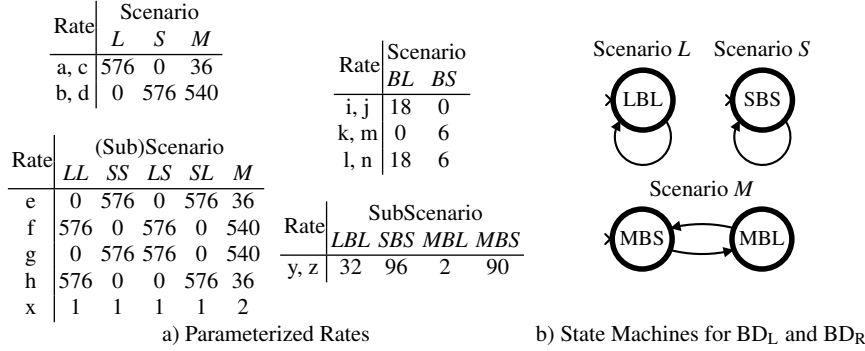 Scenario
Rate
L S M
a, c 576 0 36
b, d 0 576 540
(Sub)Scenario
Rate
LL SS LS SL M
e 0 576 0 576 36
f 576 0 576 0 540
g 0 576 576 0 540
h 576 0 0 576 36
x 1 1 1 1 2
Scenario
Rate
BL BS
i, j 18 0
k, m 0 6
l, n 18 6
SubScenario
Rate
LBL SBS MBL MBS
y, z 32 96 2 90
a) Parameterized Rates
Scenario L Scenario S
LBL SBS
Scenario M
MBS MBL
b) State Machines for BDL and BDR